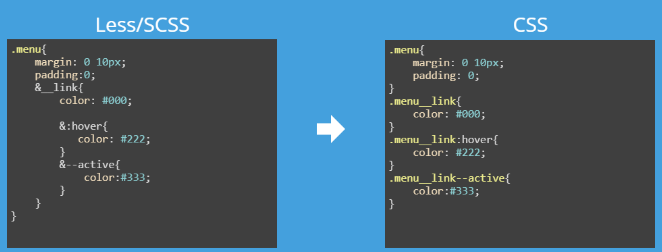 Less/SCSS
.menu{
    margin: 0 10px;
    padding:0;
    &__link{
        color: #000;

        &:hover{
           color: #222;
        }
        &--active{
            color:#333;
        }
    }
}
CSS
.menu{
    margin: 0 10px;
    padding: 0;
}
.menu__link{
    color: #000;
}
.menu__link:hover{
    color: #222;
}
.menu__link--active{
    color:#333;
}